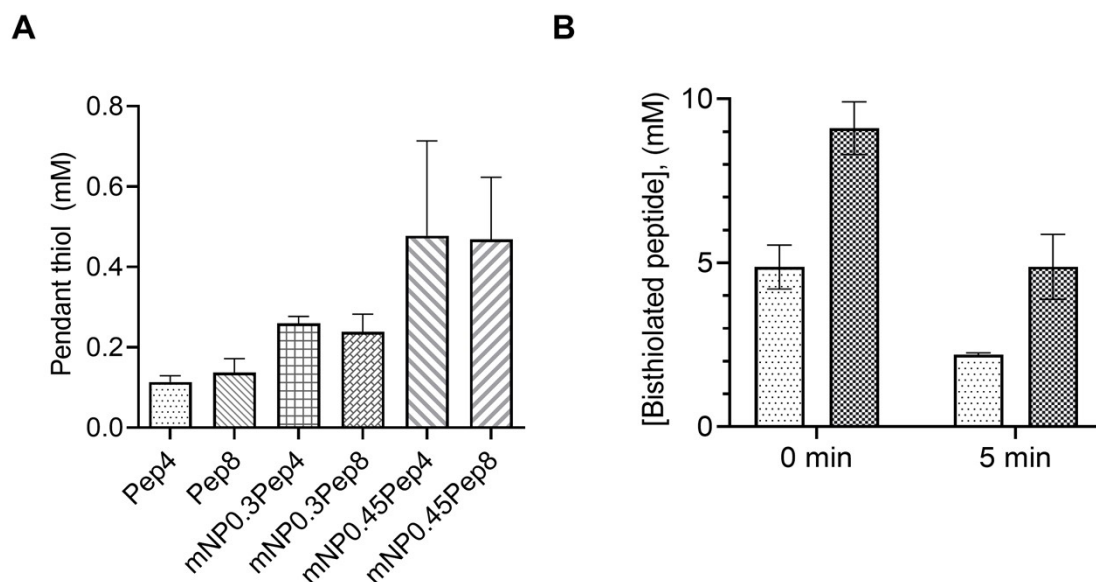 A
Pendant thiol (mM)
0.8
0.6
0.4
0.2
0.0
Pep4
Pep8
mNP0.3Pep4
mNP0.3Pep8
mNP0.45Pep4
mNP0.45Pep8
B
[Bisthiolated peptide], (mM)
10
5
0
0 min
5 min